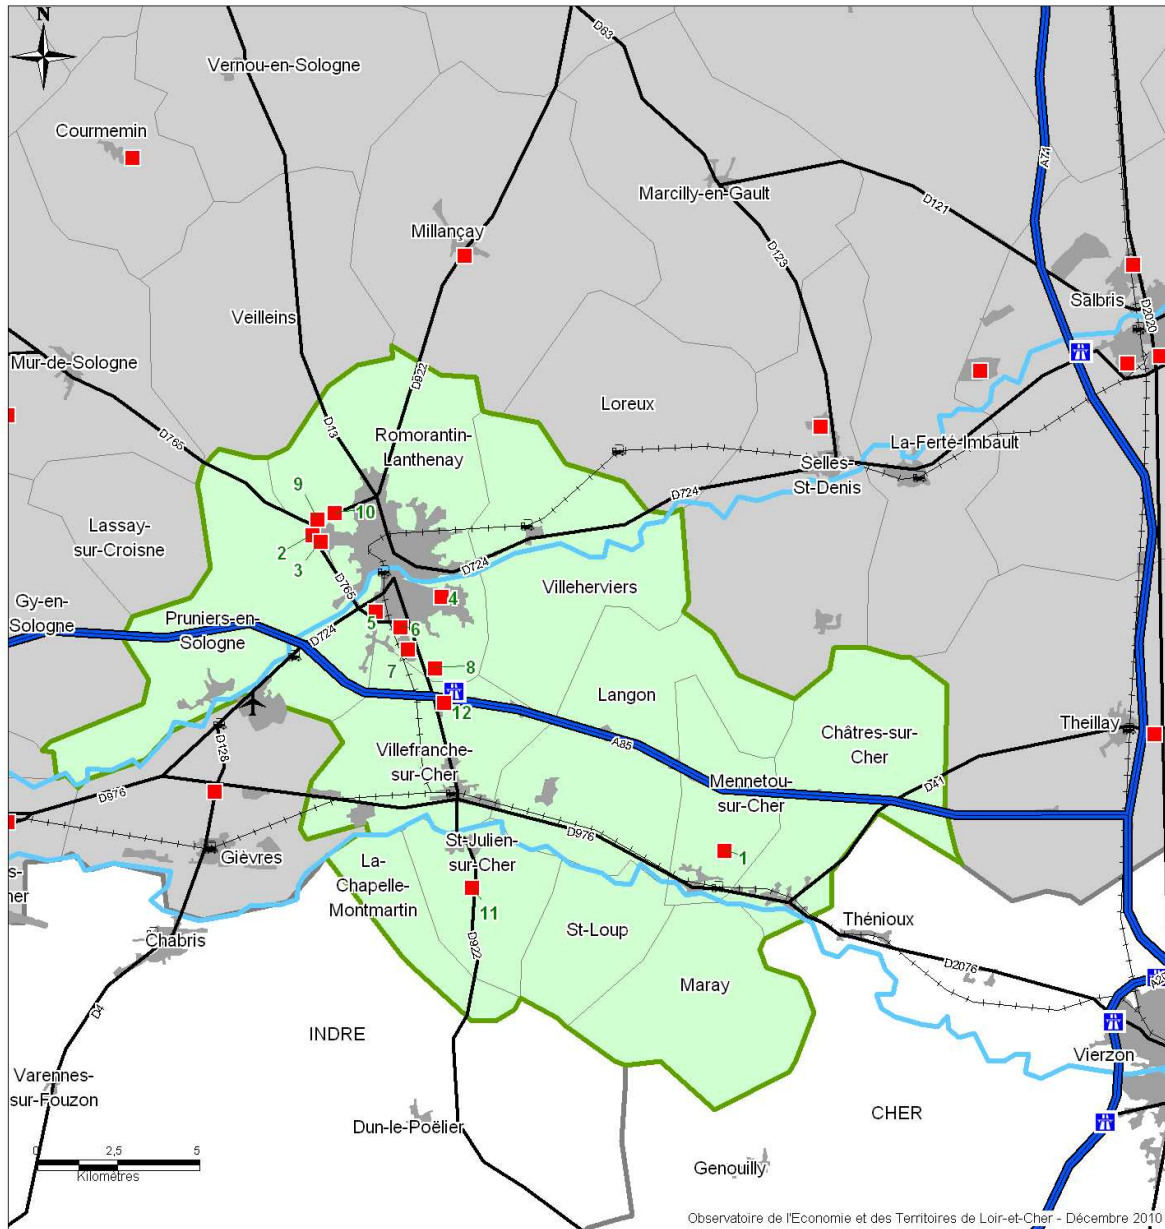 N
D63
Vernou-en-Sologne
Courmemin
A71
Marcilly-en-Gault
D121
Millançay
D123
Salbris
D2020
Veilleins
Mur-de-Sologne
D922
Loreux
D13
Romorantin-
Lanthenay
D765
La-Ferté-Imbault
Selles-
St-Denis
9
10
D724
Lassay-
sur-Croisne
2
3
D724
D765
Villeherviers
4
Gy-en-
Sologne
Pruniers-en-
Sologne
5
6
D724
7
8
Langon
12
Theillay
Châtres-sur-
Cher
D128
A85
Villefranche-
sur-Cher
Mennetou-
sur-Cher
D41
D976
D976
St-Julien-
sur-Cher
1
Gièvres
La-
Chapelle-
Montmartin
s-
her
11
Thénioux
St-Loup
Chabris
D922
D2076
Maray
D4
INDRE
Vierzon
Varennes-
sur-Fouzon
CHER
Dun-le-Poëlier
0 2,5 5
Kilomètres
Genouilly
Observatoire de l'Economie et des Territoires de Loir-et-Cher - Décembre 2010